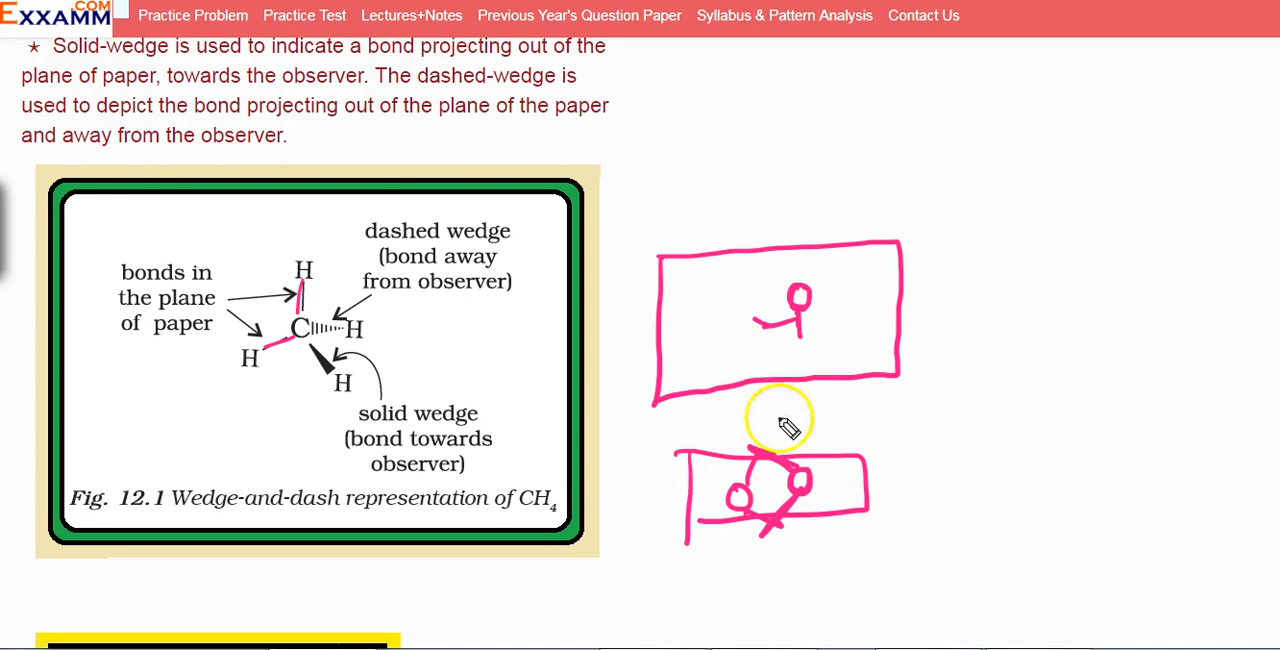 EXXAMM
.COM
Practice Problem Practice Test Lectures+Notes Previous Year's Question Paper Syllabus & Pattern Analysis Contact Us
★ Solid-wedge is used to indicate a bond projecting out of the
plane of paper, towards the observer. The dashed-wedge is
used to depict the bond projecting out of the plane of the paper
and away from the observer.
dashed wedge
(bond away
from observer)
bonds in
the plane
of paper
H
C
H
H
H
solid wedge
(bond towards
observer)
Fig. 12.1 Wedge-and-dash representation of CH₄